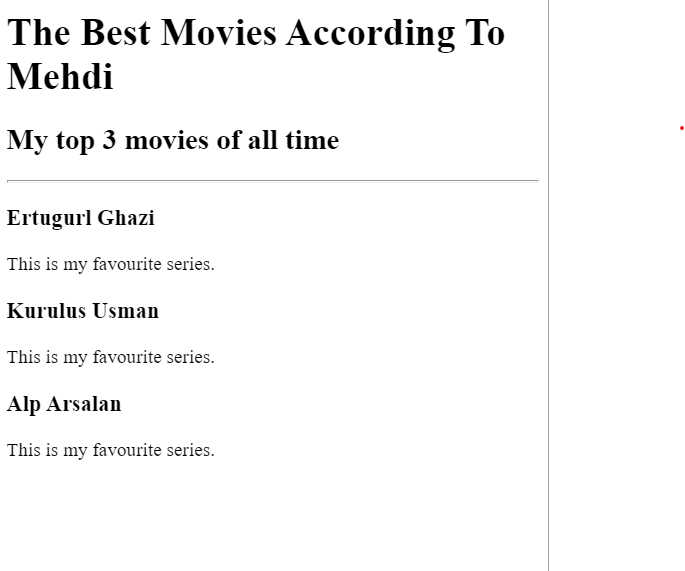 The Best Movies According To
Mehdi
My top 3 movies of all time
Ertugurl Ghazi
This is my favourite series.
Kurulus Usman
This is my favourite series.
Alp Arsalan
This is my favourite series.